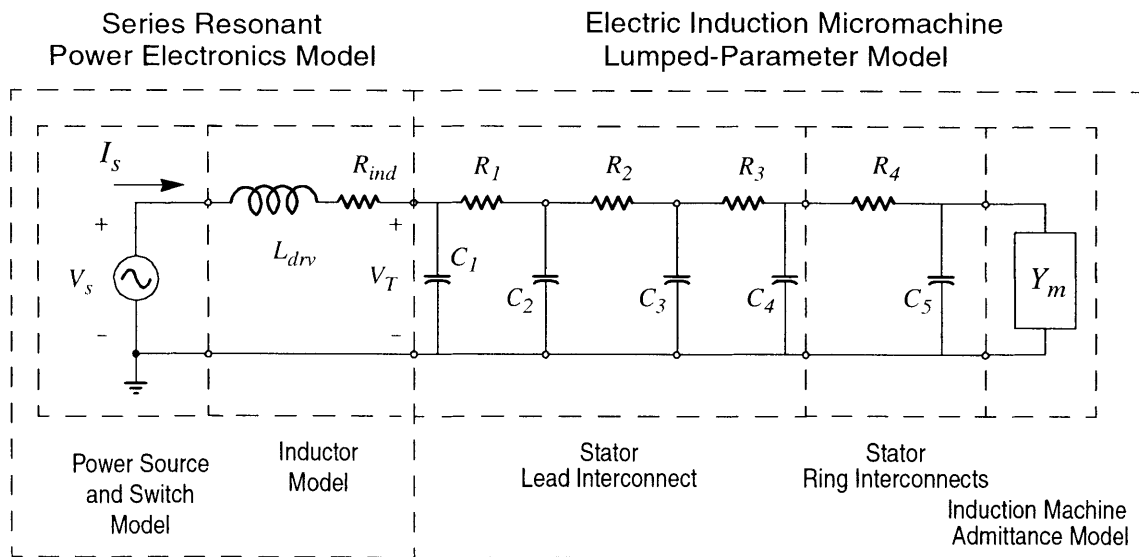 Series Resonant
Power Electronics Model
Electric Induction Micromachine
Lumped-Parameter Model
I_s
R_ind
R_1
R_2
R_3
R_4
+
+
L_drv
C_1
V_s
V_T
C_2
C_3
C_4
C_5
Y_m
−
−
Power Source
and Switch
Model
Inductor
Model
Stator
Lead Interconnect
Stator
Ring Interconnects
Induction Machine
Admittance Model